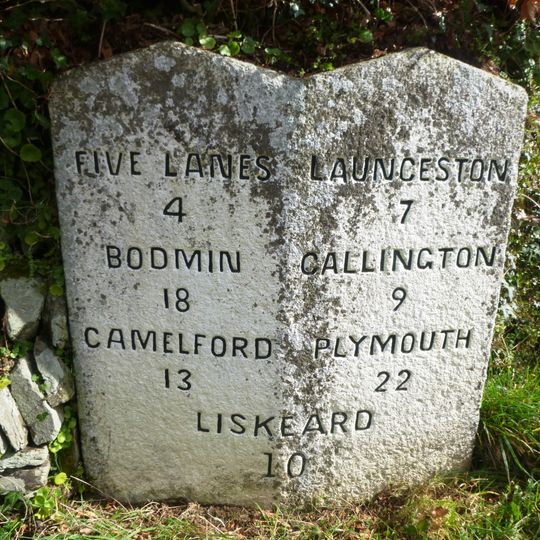 FIVE LANES
4
BODMIN
18
CAMELFORD
13
LAUNCESTON
7
CALLINGTON
9
PLYMOUTH
22
LISKEARD
10